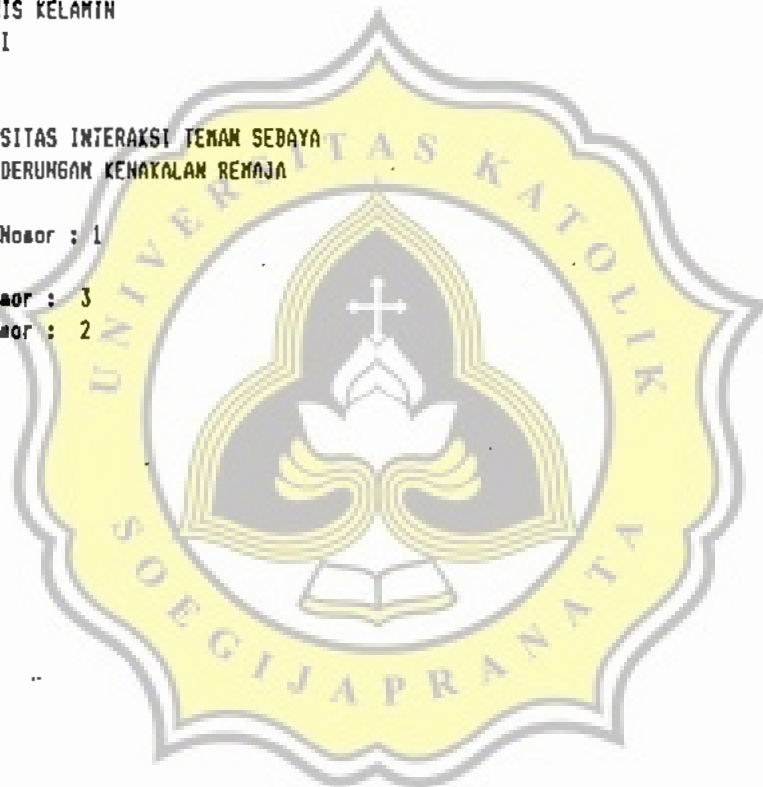 IS KELAMIN
I
SITAS INTERAKSI TEMAN SEBAYA
DERUNGAN KENAKALAN REMAJA
Nomor : 1
mor : 3
mor : 2
UNIVERSITAS KATOLIK
SOEGIJAPRANATA